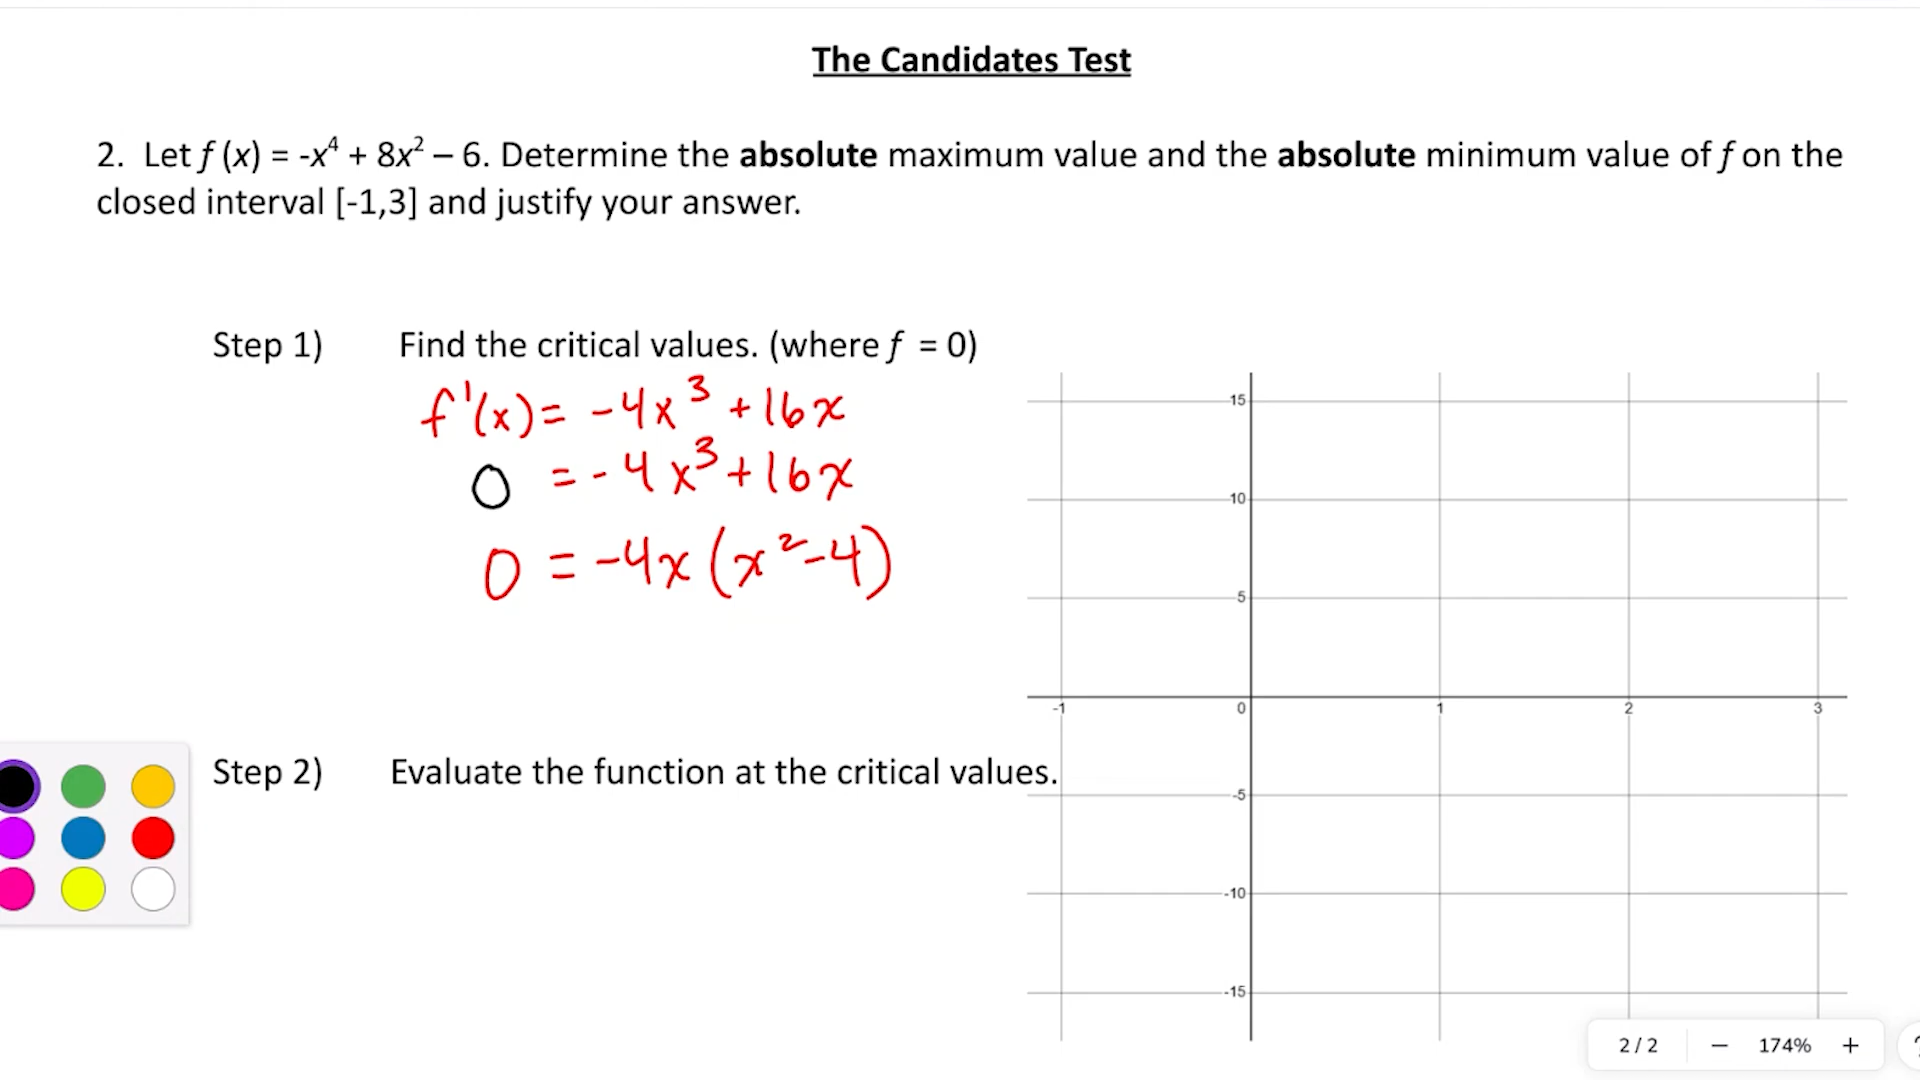 The Candidates Test
2. Let f (x) = -x⁴ + 8x² – 6. Determine the absolute maximum value and the absolute minimum value of f on the
closed interval [-1,3] and justify your answer.
Step 1) Find the critical values. (where f = 0)
f'(x) = -4x³ + 16x
0 = -4x³ + 16x
0 = -4x (x² - 4)
15
10
5
-1 0 1 2 3
Step 2) Evaluate the function at the critical values.
-5
-10
-15
2 / 2 − 174% +
?